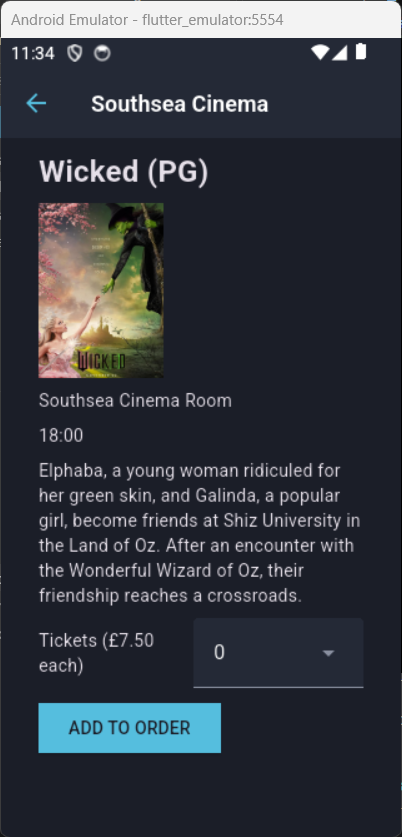 Android Emulator - flutter_emulator:5554
11:34
Southsea Cinema
Wicked (PG)
WICKED
Southsea Cinema Room
18:00
Elphaba, a young woman ridiculed for
her green skin, and Galinda, a popular
girl, become friends at Shiz University in
the Land of Oz. After an encounter with
the Wonderful Wizard of Oz, their
friendship reaches a crossroads.
Tickets (£7.50
each)
0
ADD TO ORDER